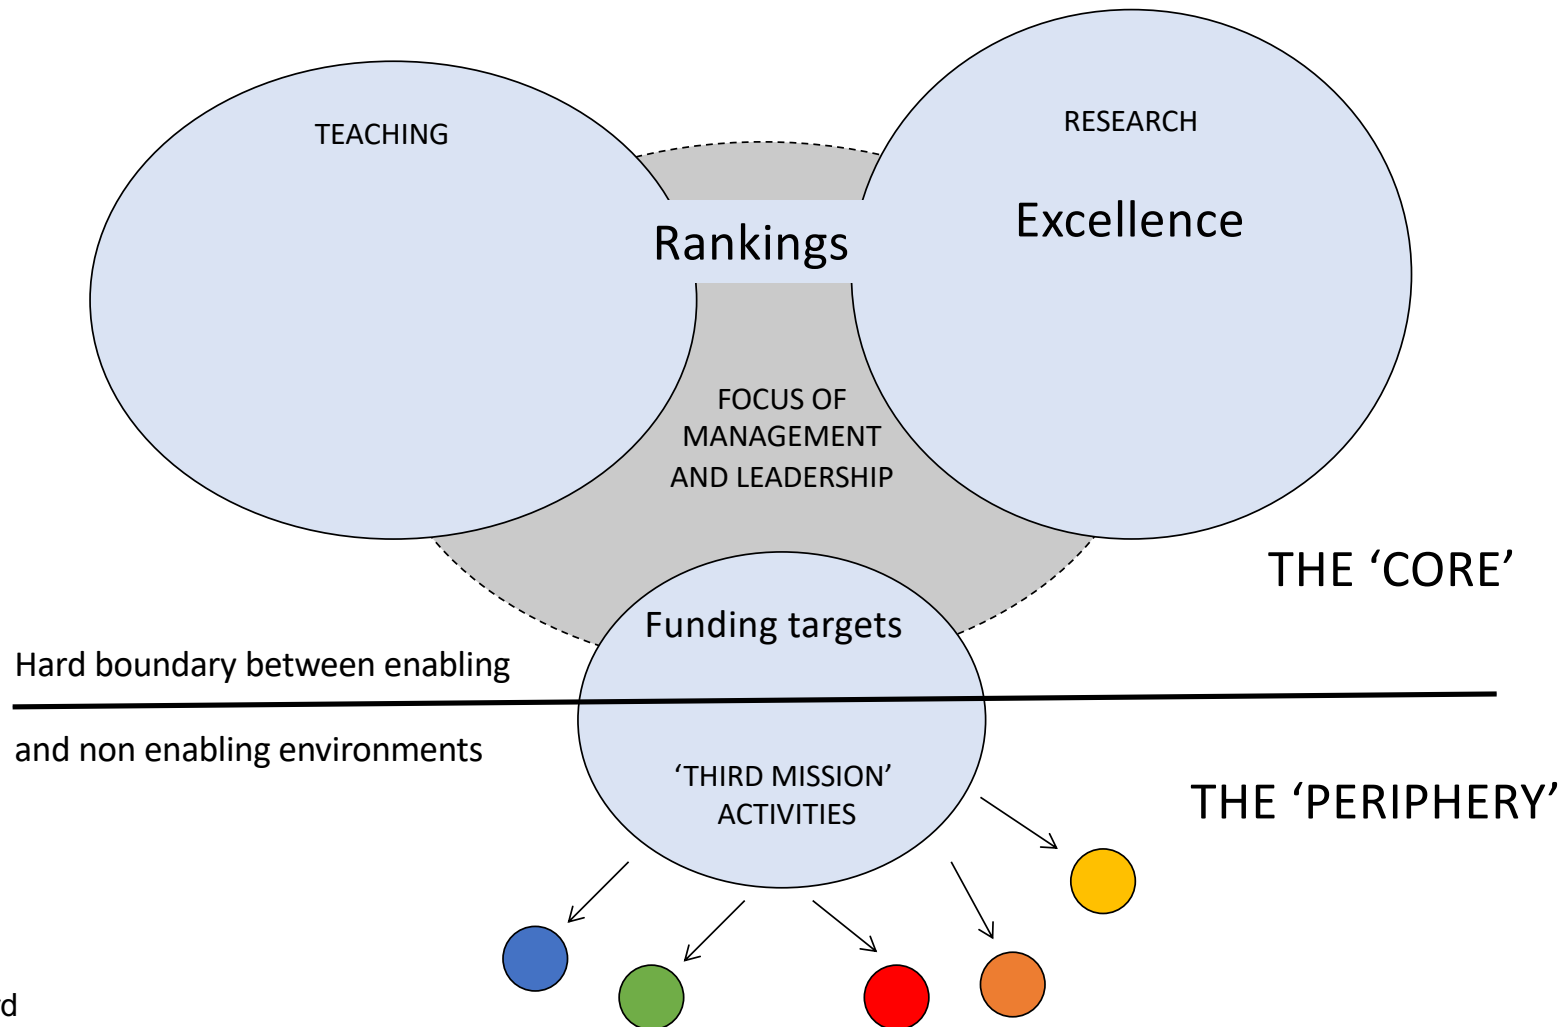 TEACHING
RESEARCH
Rankings
Excellence
FOCUS OF
MANAGEMENT
AND LEADERSHIP
THE ‘CORE’
Funding targets
Hard boundary between enabling
and non enabling environments
‘THIRD MISSION’
ACTIVITIES
THE ‘PERIPHERY’